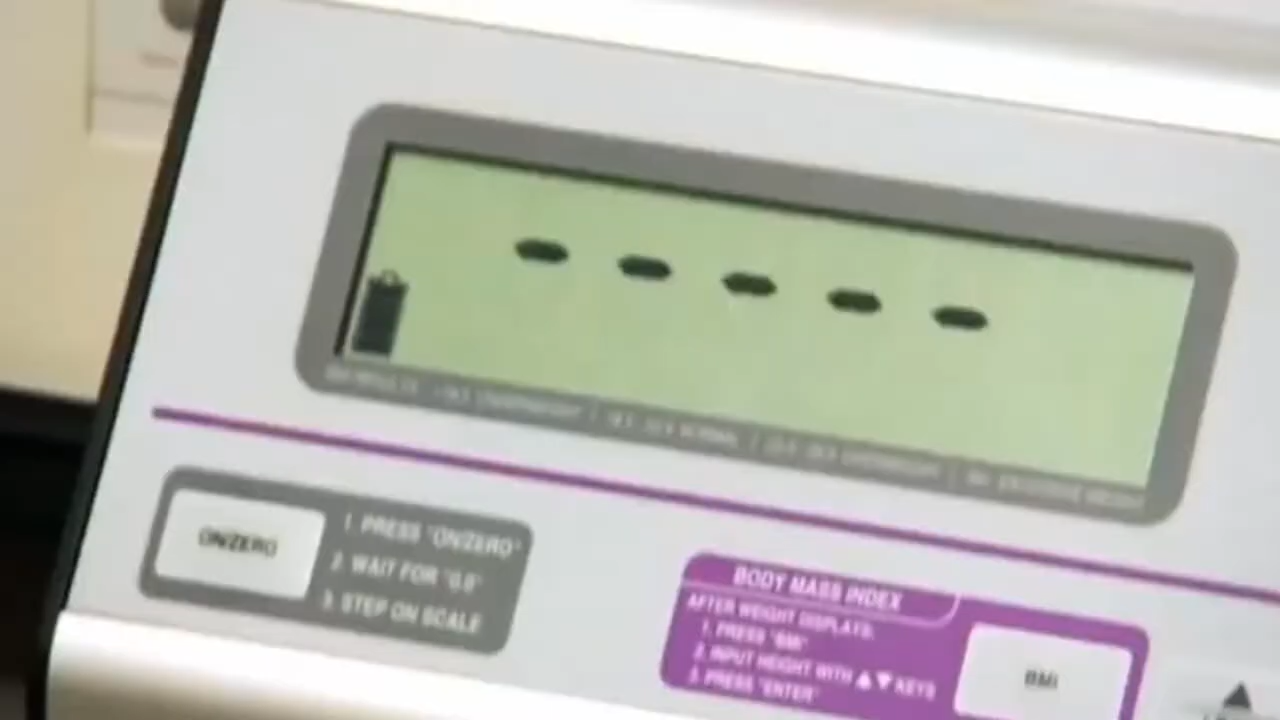 - - - - -
ON/ZERO
1. PRESS "ON/ZERO"
2. WAIT FOR "0.0"
3. STEP ON SCALE
BODY MASS INDEX
AFTER WEIGHT DISPLAYS:
1. PRESS "BMI"
2. INPUT HEIGHT WITH ▲▼ KEYS
3. PRESS "ENTER"
BMI